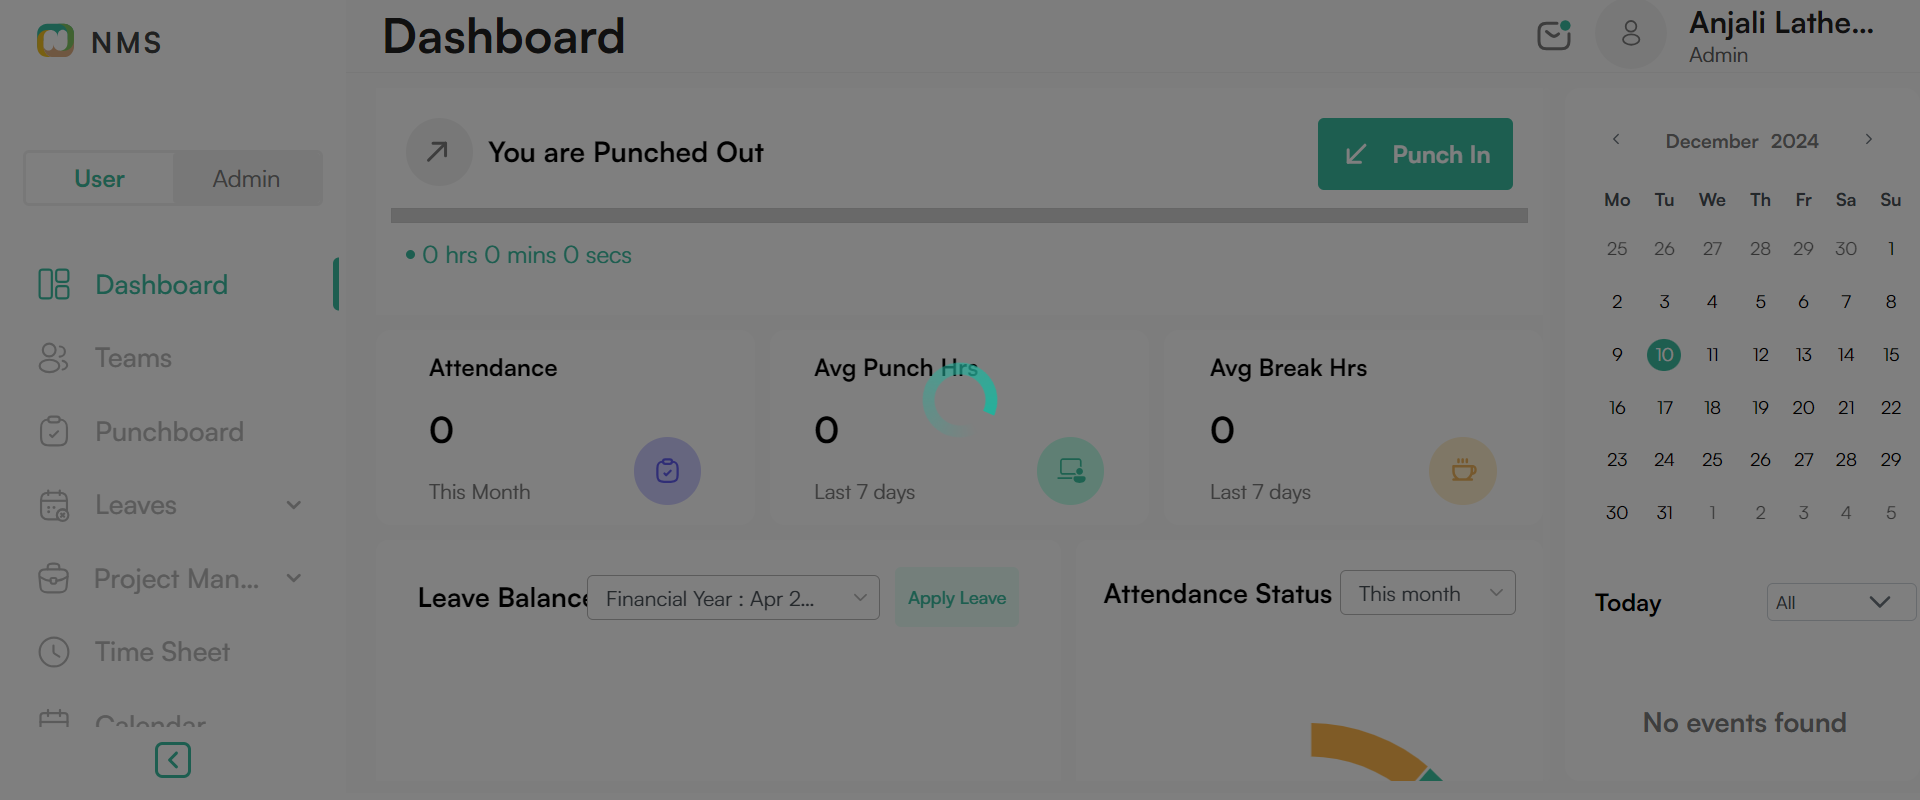 NMS
User
Admin
Dashboard
Teams
Punchboard
Leaves
Project Man...
Time Sheet
Calendar
Dashboard
Anjali Lathe...
Admin
You are Punched Out
Punch In
0 hrs 0 mins 0 secs
Attendance
0
This Month
Avg Punch Hrs
0
Last 7 days
Avg Break Hrs
0
Last 7 days
Leave Balance
Financial Year : Apr 2...
Apply Leave
Attendance Status
This month
December 2024
Mo Tu We Th Fr Sa Su
25 26 27 28 29 30 1
2 3 4 5 6 7 8
9 10 11 12 13 14 15
16 17 18 19 20 21 22
23 24 25 26 27 28 29
30 31 1 2 3 4 5
Today
All
No events found